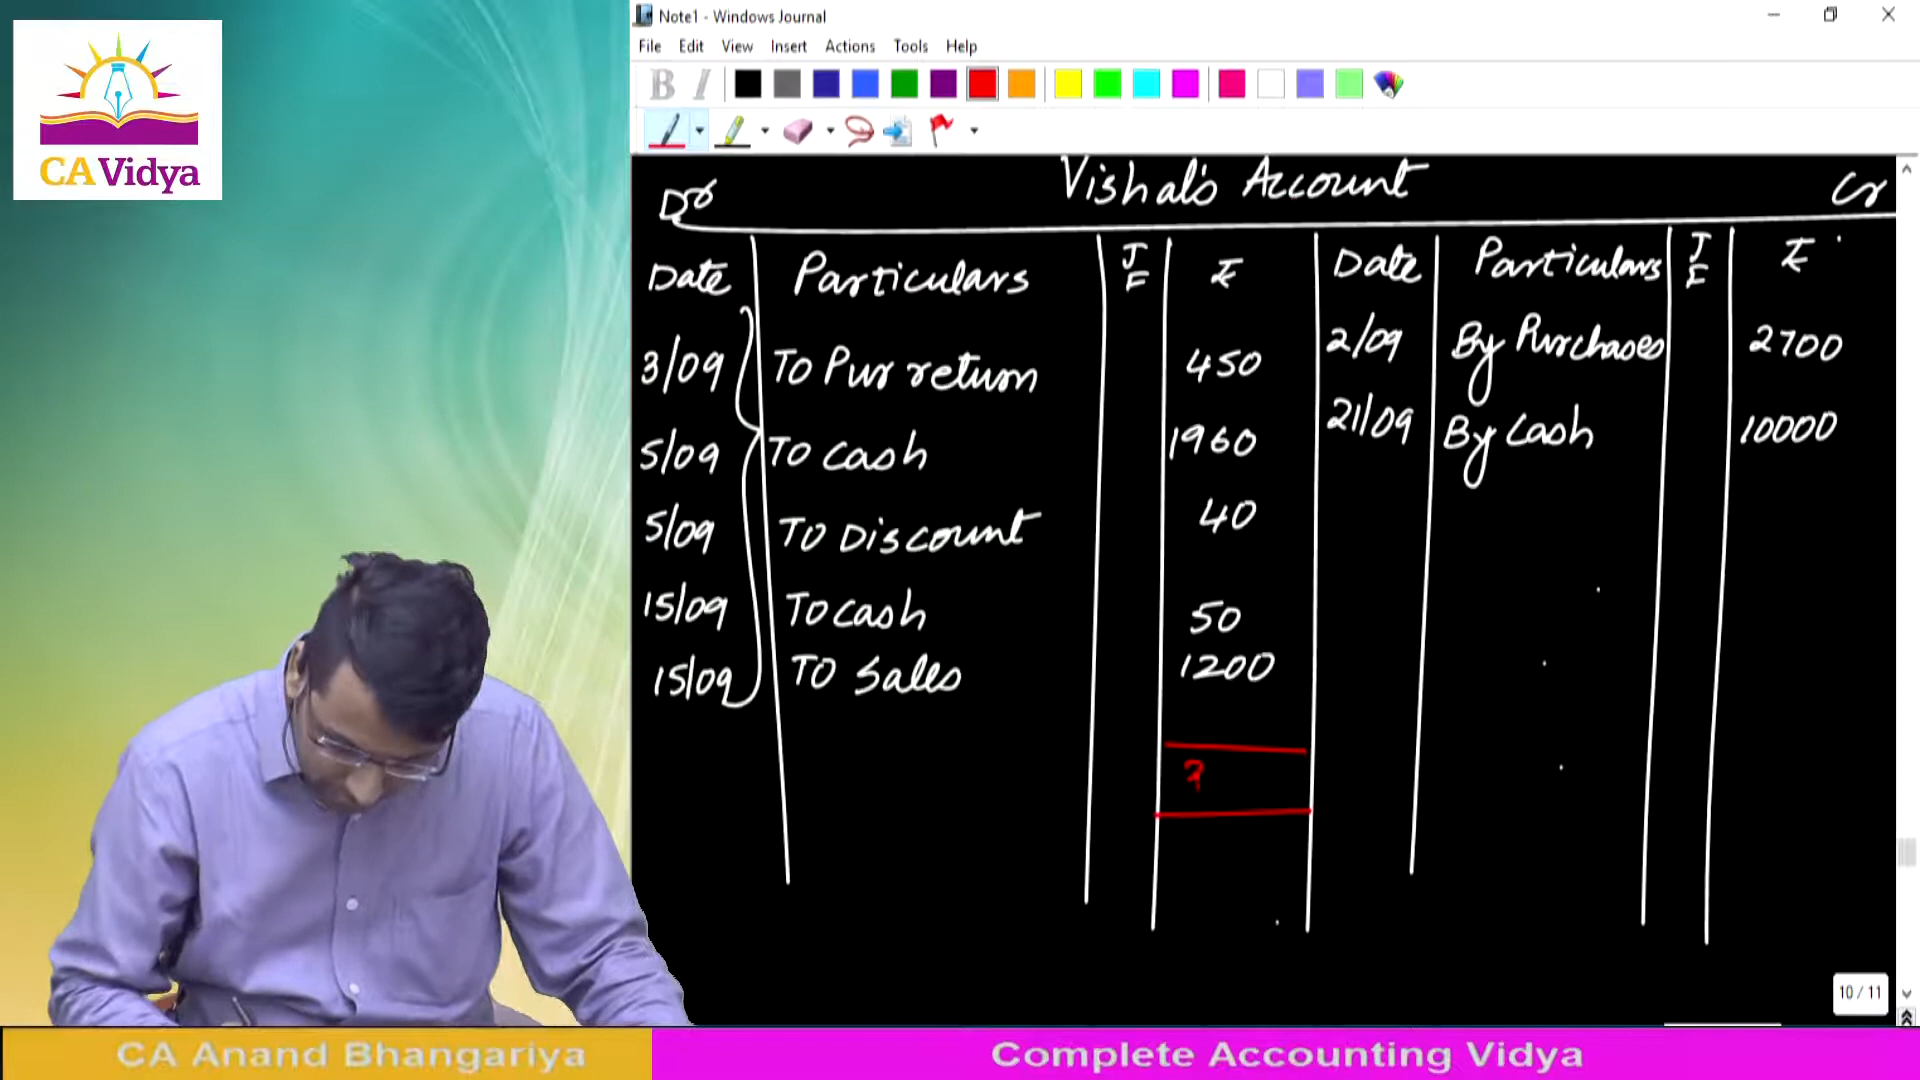 CA Vidya
Note1 - Windows Journal
File Edit View Insert Actions Tools Help
B I
Vishal's Account
Dr Cr
Date Particulars JF ₹ Date Particulars JF ₹
3/09 To Pur return 450 2/09 By Purchases 2700
5/09 To Cash 1960 21/09 By Cash 10000
5/09 To Discount 40
15/09 To Cash 50
15/09 To Sales 1200
?
10 / 11
CA Anand Bhangariya
Complete Accounting Vidya